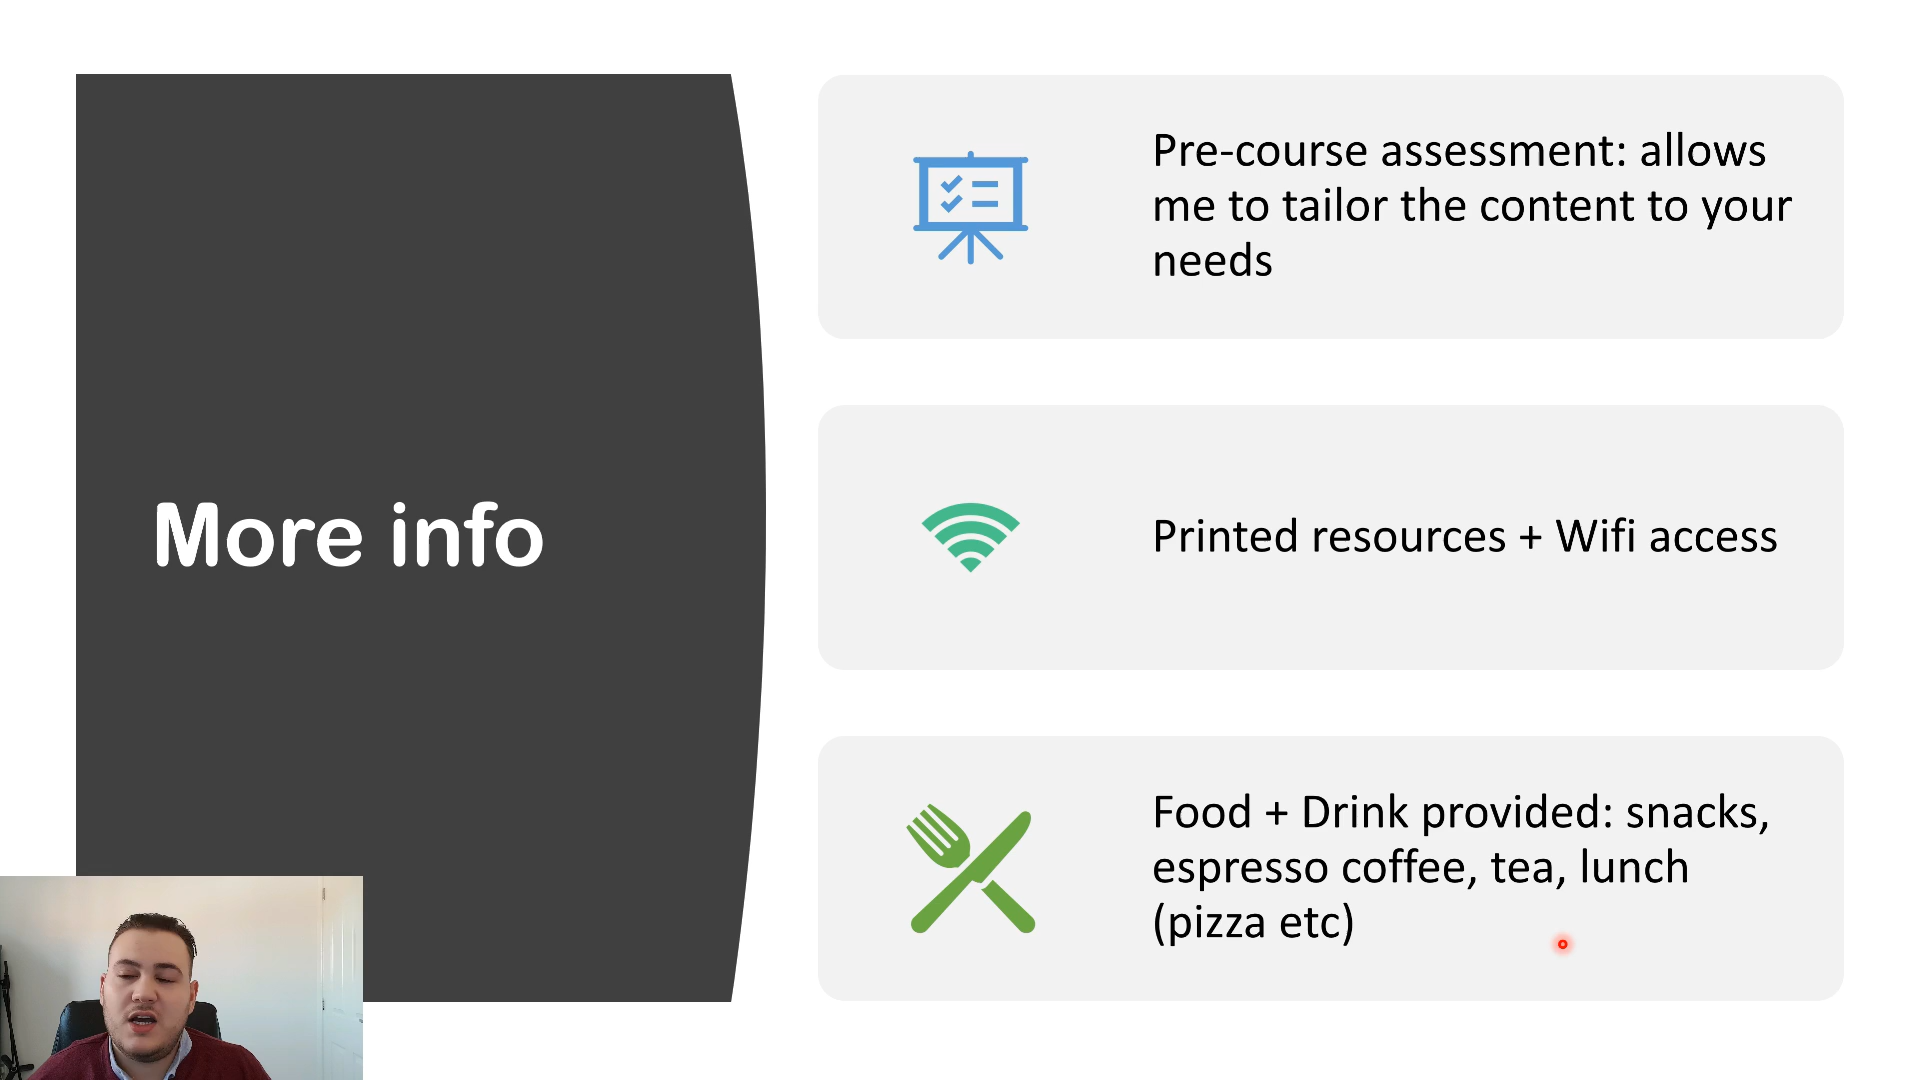 More info
Pre-course assessment: allows
me to tailor the content to your
needs
Printed resources + Wifi access
Food + Drink provided: snacks,
espresso coffee, tea, lunch
(pizza etc)